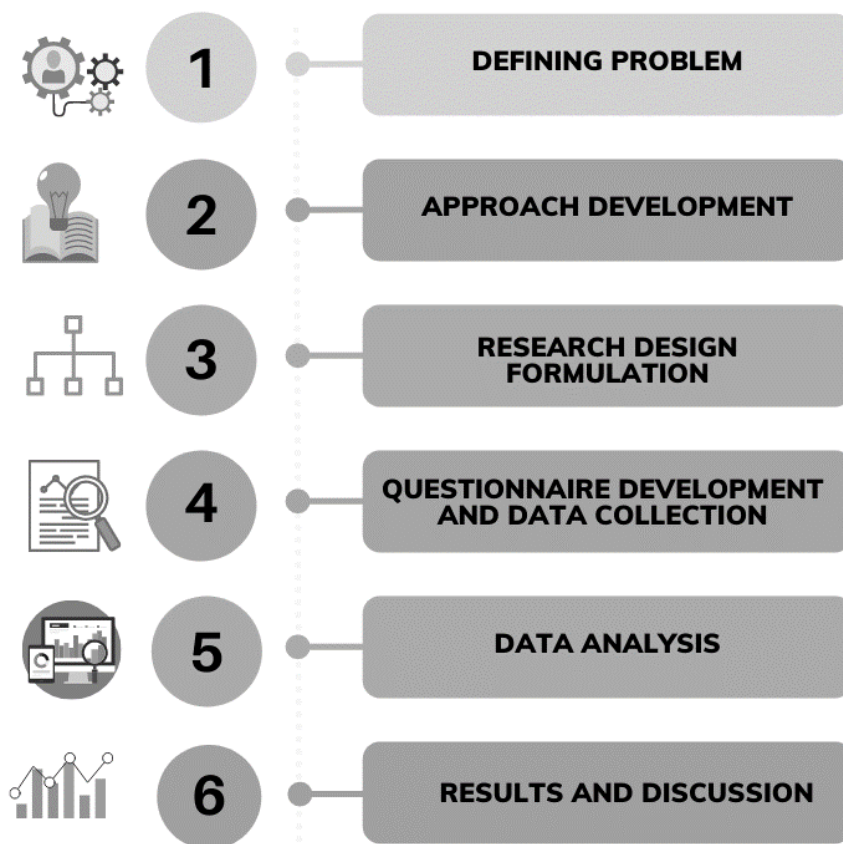 1
DEFINING PROBLEM
2
APPROACH DEVELOPMENT
3
RESEARCH DESIGN
FORMULATION
4
QUESTIONNAIRE DEVELOPMENT
AND DATA COLLECTION
5
DATA ANALYSIS
6
RESULTS AND DISCUSSION